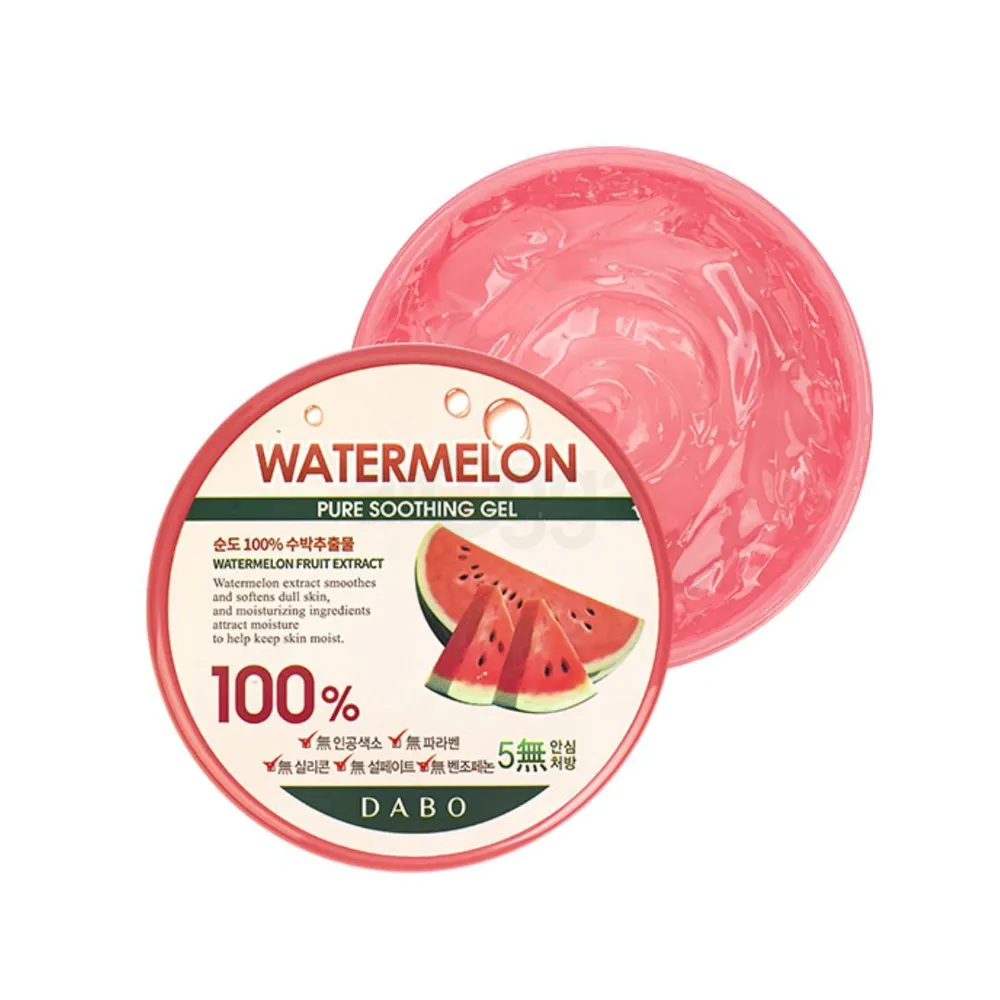 WATERMELON
PURE SOOTHING GEL
순도 100% 수박추출물
WATERMELON FRUIT EXTRACT
Watermelon extract smoothes
and softens dull skin,
and moisturizing ingredients
attract moisture
to help keep skin moist.
100%
無 인공색소 無 파라벤
無 실리콘 無 설페이트 無 벤조페논
5無 안심
처방
DABO